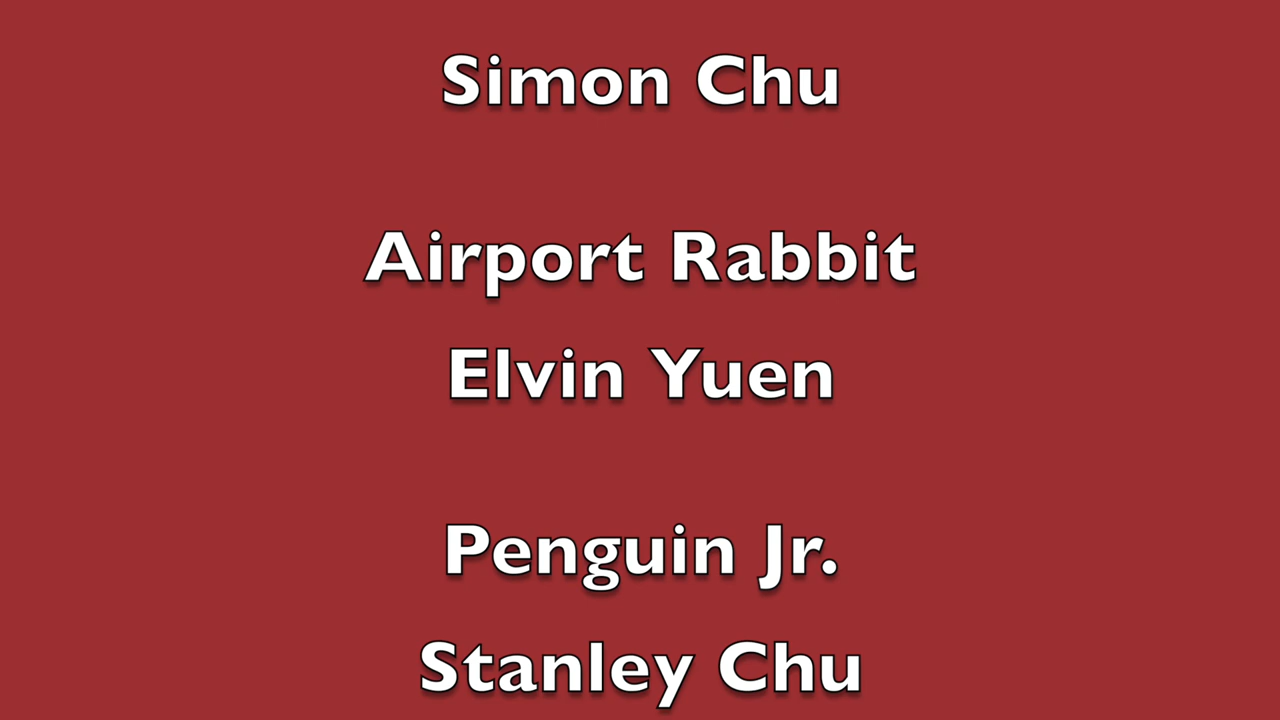 Simon Chu
Airport Rabbit
Elvin Yuen
Penguin Jr.
Stanley Chu